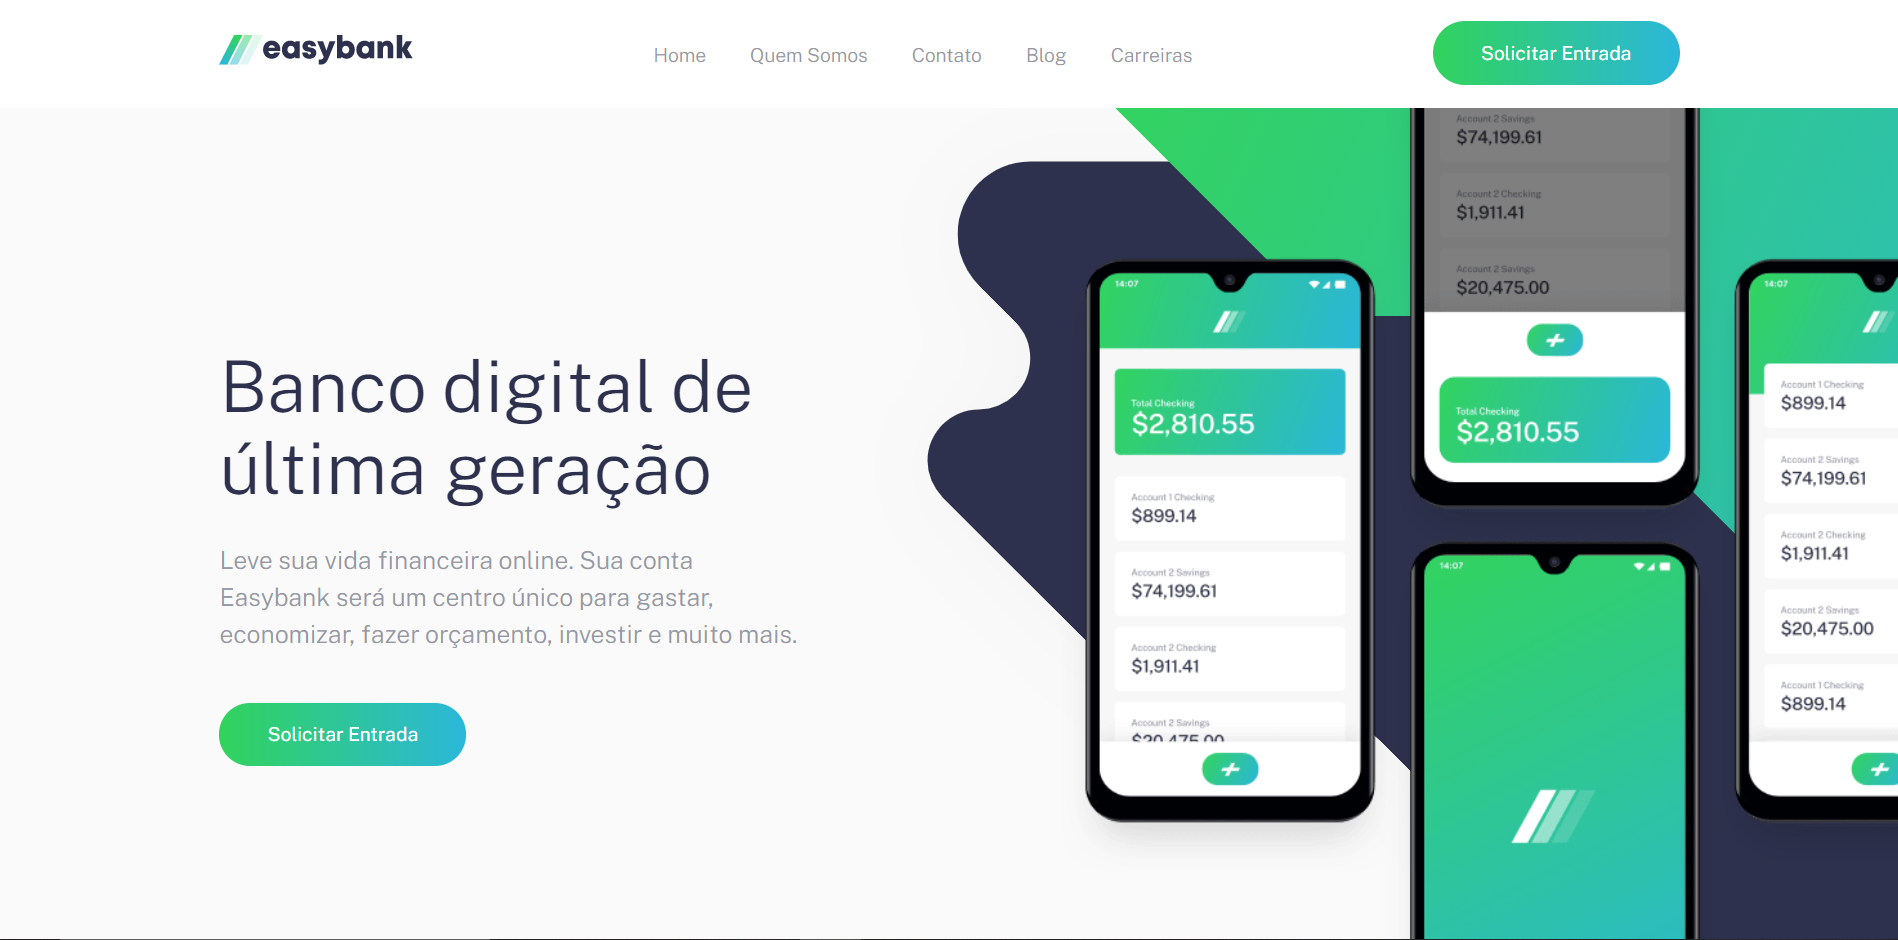 easybank
Home
Quem Somos
Contato
Blog
Carreiras
Solicitar Entrada
Banco digital de
última geração
Leve sua vida financeira online. Sua conta
Easybank será um centro único para gastar,
economizar, fazer orçamento, investir e muito mais.
Solicitar Entrada
14:07
Total Checking
$2,810.55
Account 1 Checking
$899.14
Account 2 Savings
$74,199.61
Account 2 Checking
$1,911.41
Account 2 Savings
$20,475.00
Account 2 Savings
$74,199.61
Account 2 Checking
$1,911.41
Account 2 Savings
$20,475.00
Total Checking
$2,810.55
14:07
14:07
Account 1 Checking
$899.14
Account 2 Savings
$74,199.61
Account 2 Checking
$1,911.41
Account 2 Savings
$20,475.00
Account 1 Checking
$899.14